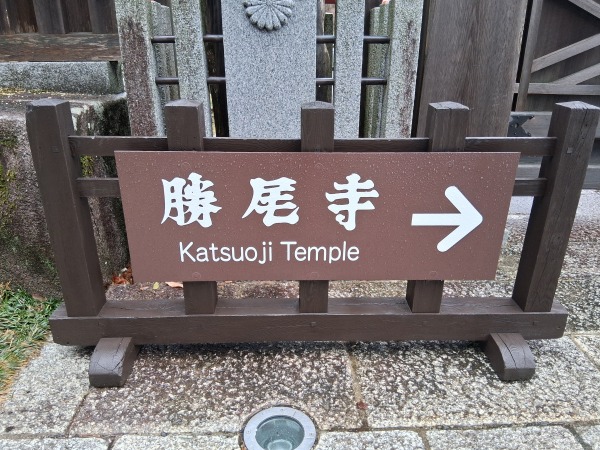 勝尾寺 →
Katsuoji Temple